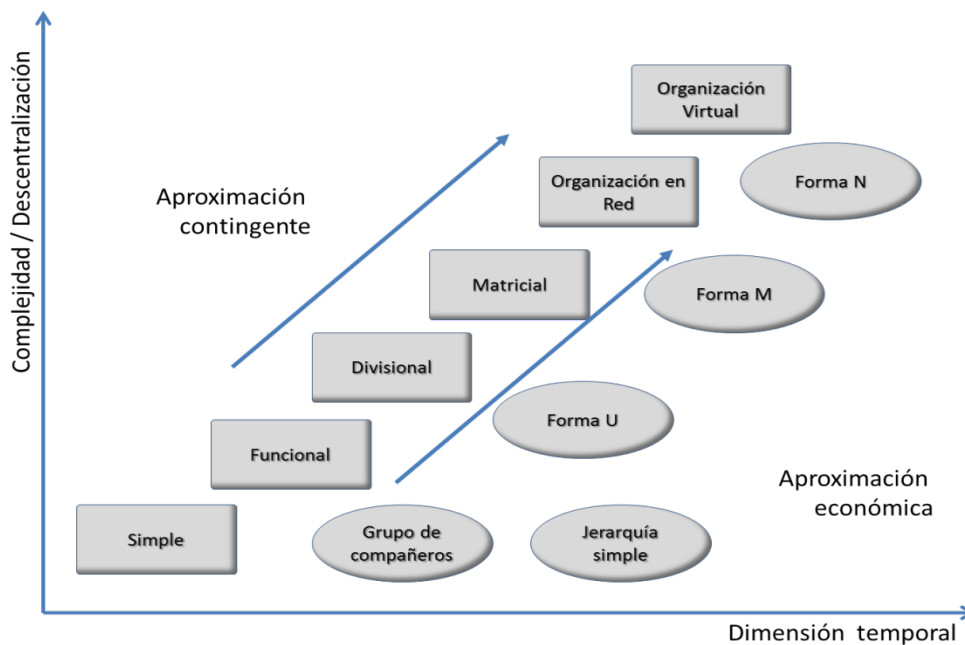 Complejidad / Descentralización
Organización
Virtual
Organización en
Red
Forma N
Aproximación
contingente
Matricial
Forma M
Divisional
Forma U
Funcional
Aproximación
económica
Simple
Grupo de
compañeros
Jerarquía
simple
Dimensión temporal